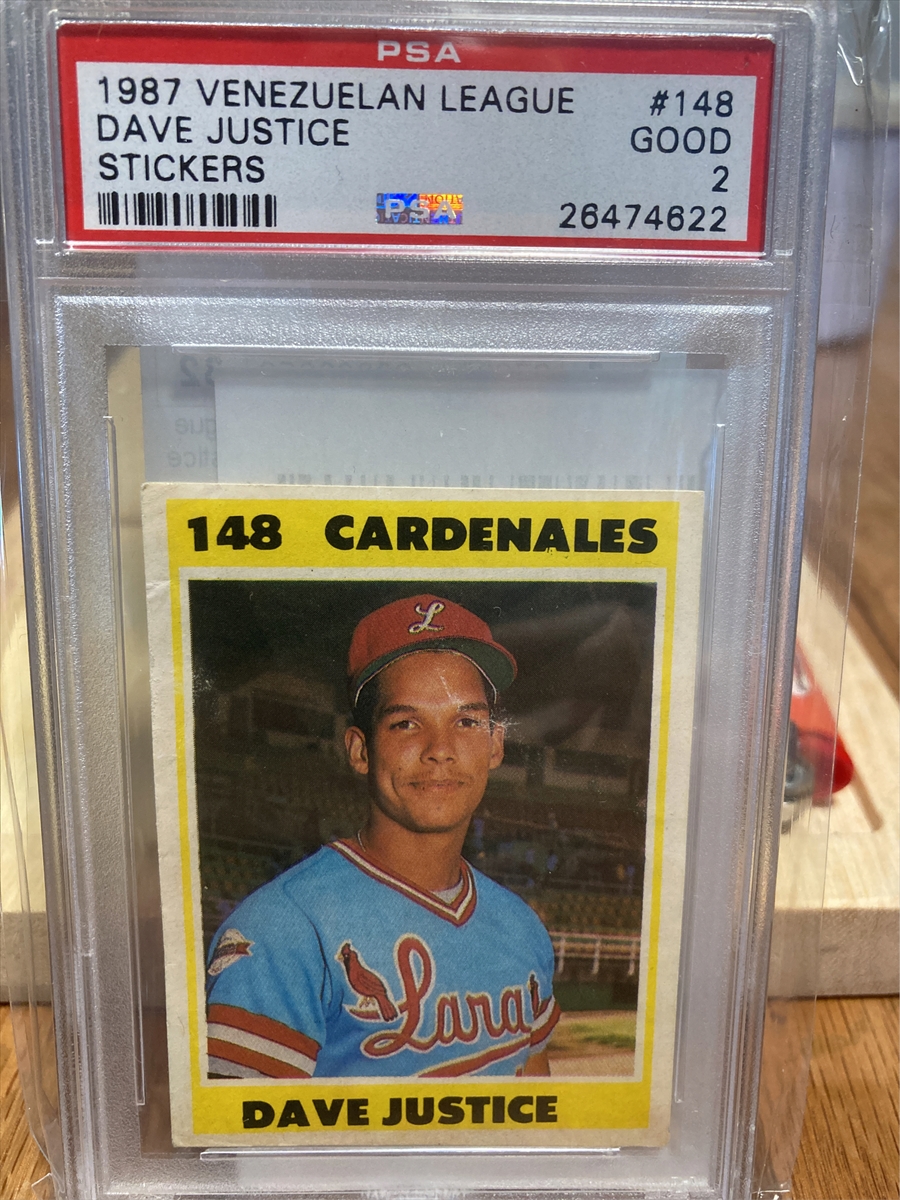 PSA
1987 VENEZUELAN LEAGUE #148
DAVE JUSTICE GOOD
STICKERS 2
PSA 26474622
148 CARDENALES
L
Lara
DAVE JUSTICE